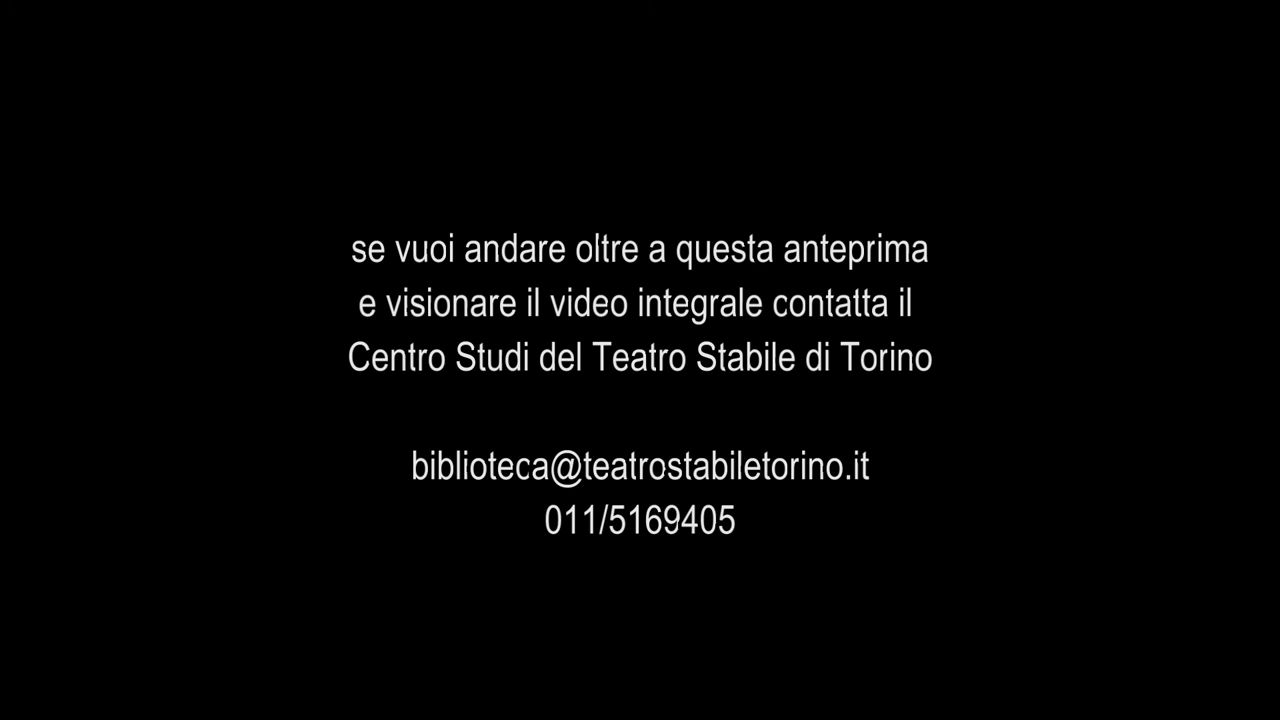 se vuoi andare oltre a questa anteprima
e visionare il video integrale contatta il
Centro Studi del Teatro Stabile di Torino
biblioteca@teatrostabiletorino.it
011/5169405